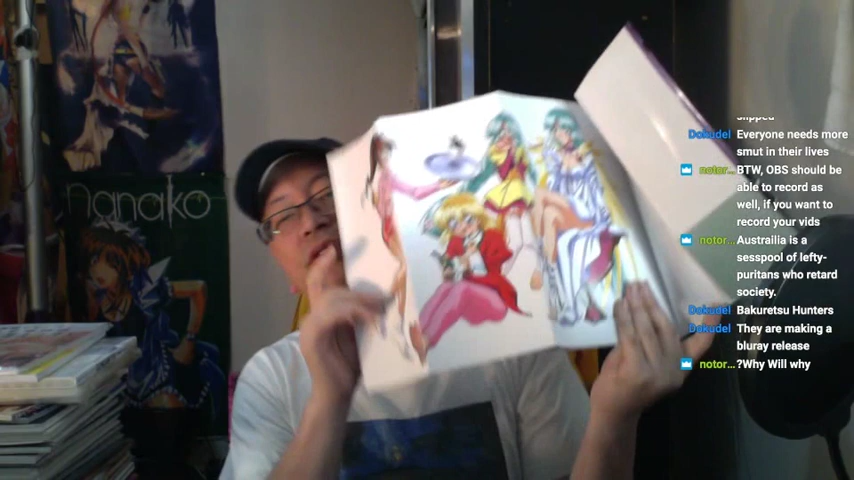 nanako
slipped
Dokudel Everyone needs more
smut in their lives
notor... BTW, OBS should be
able to record as
well, if you want to
record your vids
notor... Austrailia is a
sesspool of lefty-
puritans who retard
society.
Dokudel Bakuretsu Hunters
Dokudel They are making a
bluray release
notor... ?Why Will why